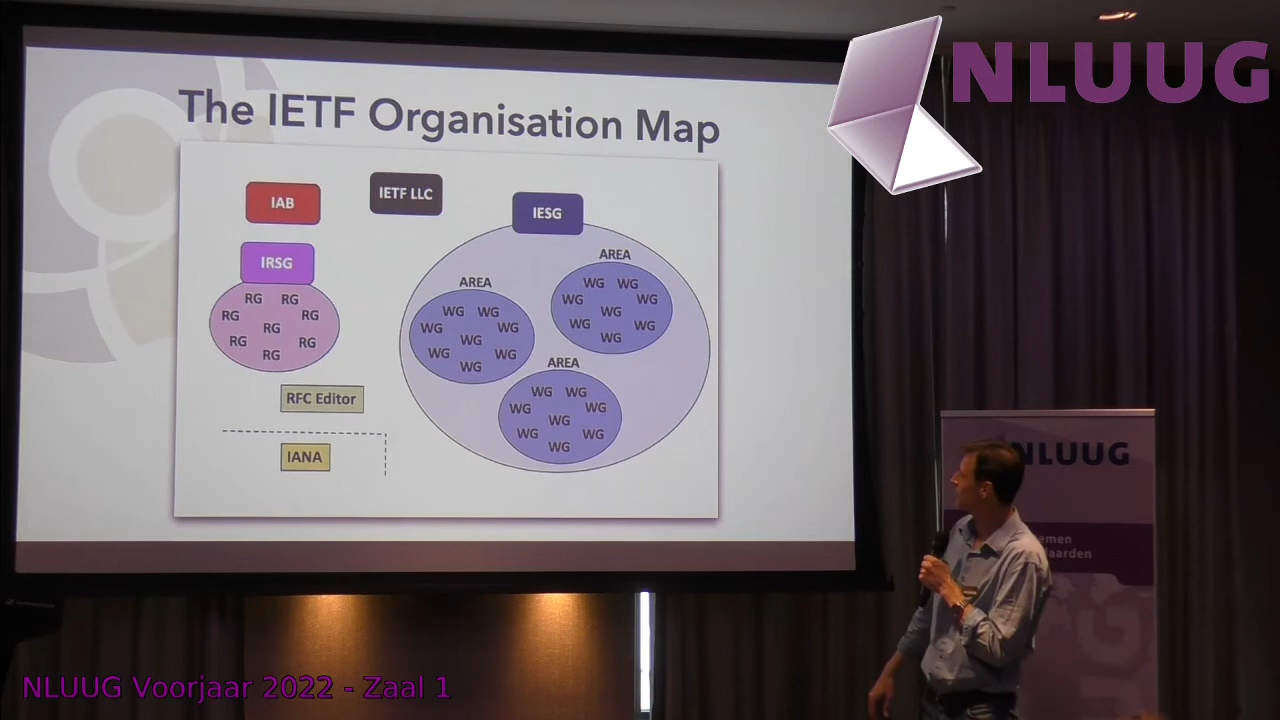 NLUUG
The IETF Organisation Map
IAB
IETF LLC
IESG
IRSG
RG RG
RG RG
RG
RG RG
RG
AREA
WG WG
WG WG
WG
WG WG
WG
AREA
WG WG
WG WG
WG
WG WG
WG
AREA
WG WG
WG WG
WG
WG WG
WG
RFC Editor
IANA
NLUUG
NLUUG Voorjaar 2022 - Zaal 1